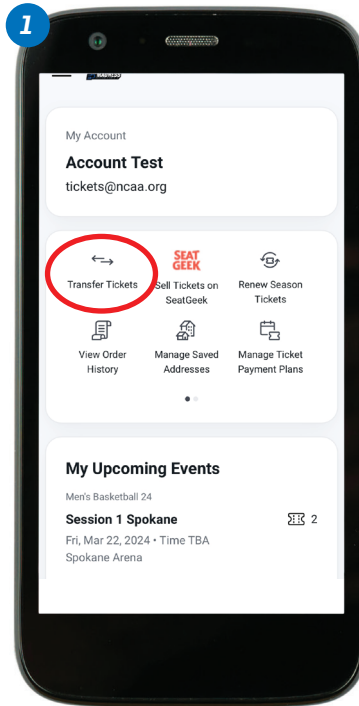 1
My Account
Account Test
tickets@ncaa.org
Transfer Tickets
SEAT GEEK
Sell Tickets on SeatGeek
Renew Season Tickets
View Order History
Manage Saved Addresses
Manage Ticket Payment Plans
My Upcoming Events
Men's Basketball 24
Session 1 Spokane
2
Fri, Mar 22, 2024 • Time TBA
Spokane Arena